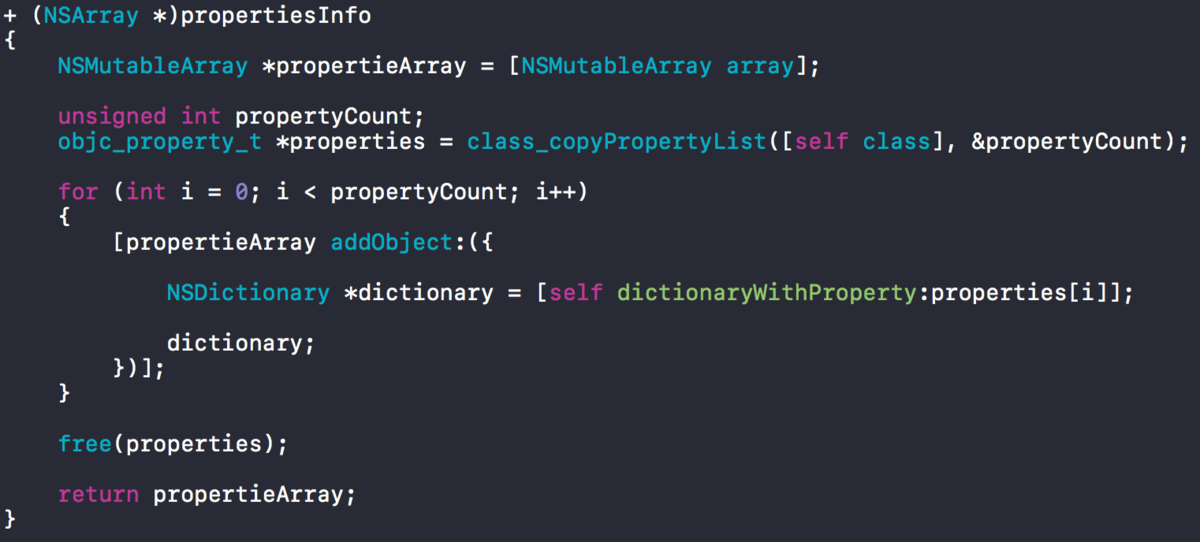 + (NSArray *)propertiesInfo
{
    NSMutableArray *propertieArray = [NSMutableArray array];

    unsigned int propertyCount;
    objc_property_t *properties = class_copyPropertyList([self class], &propertyCount);

    for (int i = 0; i < propertyCount; i++)
    {
        [propertieArray addObject:({

            NSDictionary *dictionary = [self dictionaryWithProperty:properties[i]];

            dictionary;
        })];
    }

    free(properties);

    return propertieArray;
}